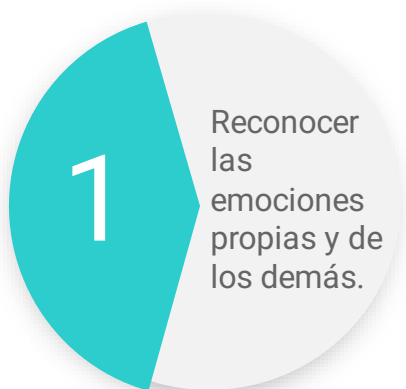 1
Reconocer
las
emociones
propias y de
los demás.